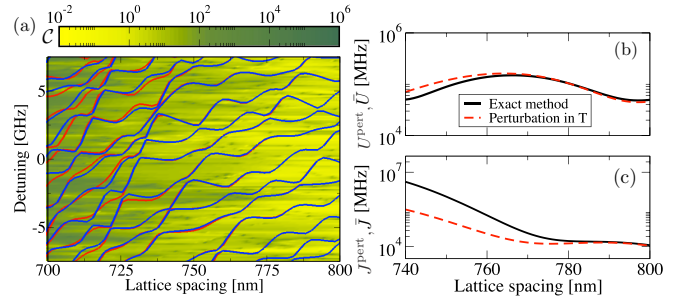 (a)
10^-2 10^0 10^2 10^4 10^6
C
5
0
-5
Detuning [GHz]
700 725 750 775 800
Lattice spacing [nm]
(b)
10^6
10^4
U^pert, Ū [MHz]
Exact method
Perturbation in T
(c)
10^7
10^4
J^pert, J̄ [MHz]
740 760 780 800
Lattice spacing [nm]